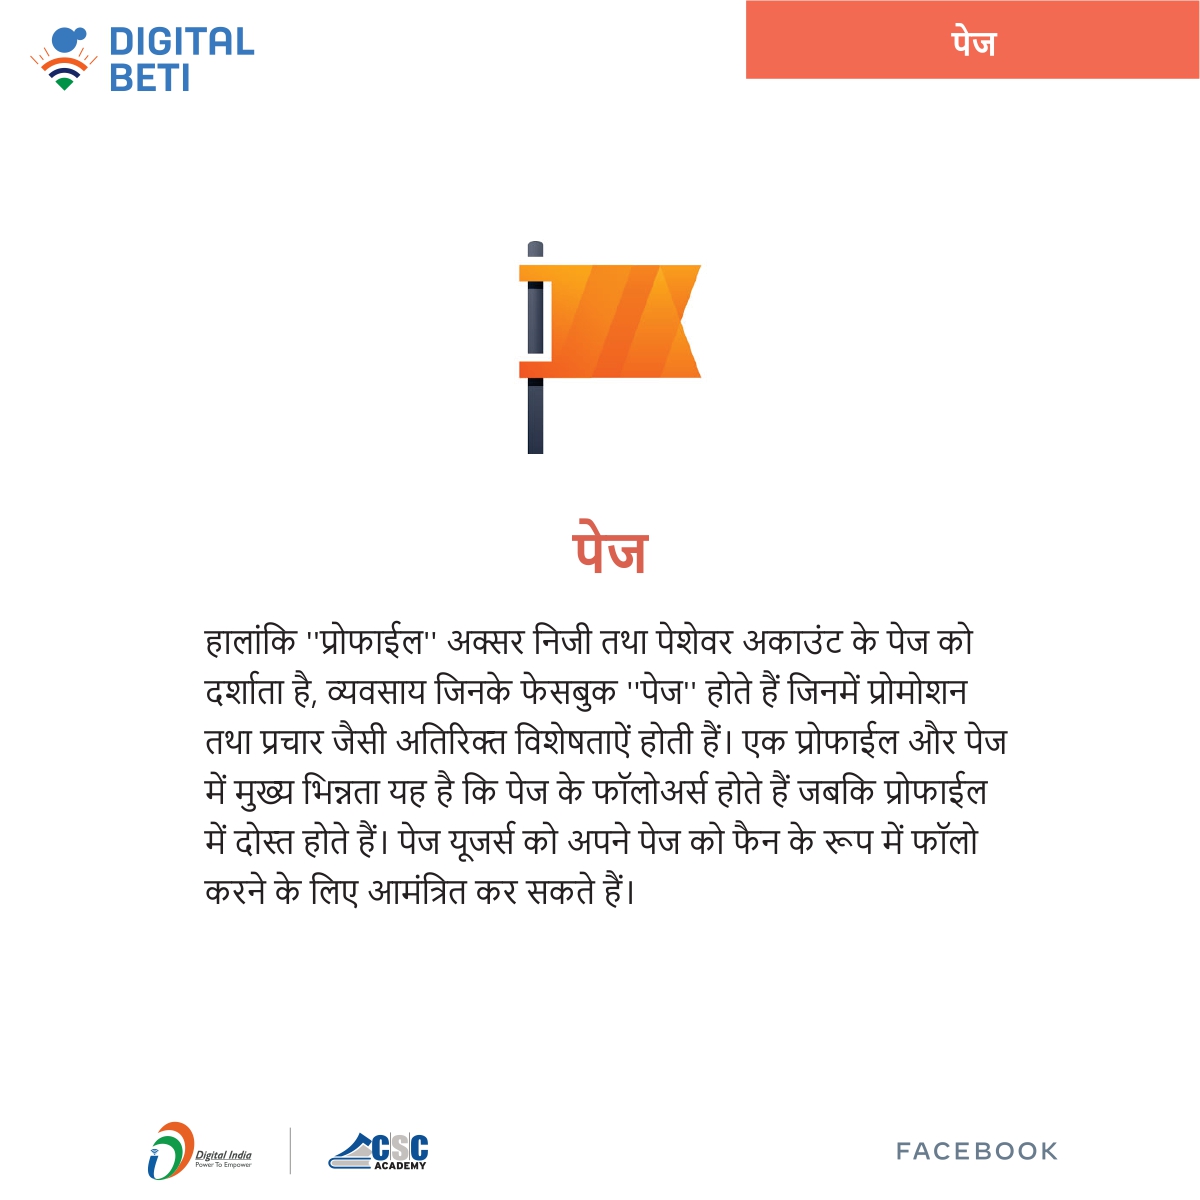 DIGITAL
BETI
पेज
पेज
हालांकि ''प्रोफाईल'' अक्सर निजी तथा पेशेवर अकाउंट के पेज को
दर्शाता है, व्यवसाय जिनके फेसबुक ''पेज'' होते हैं जिनमें प्रोमोशन
तथा प्रचार जैसी अतिरिक्त विशेषताऐं होती हैं। एक प्रोफाईल और पेज
में मुख्य भिन्नता यह है कि पेज के फॉलोअर्स होते हैं जबकि प्रोफाईल
में दोस्त होते हैं। पेज यूजर्स को अपने पेज को फैन के रूप में फॉलो
करने के लिए आमंत्रित कर सकते हैं।
Digital India
Power To Empower
CSC
ACADEMY
FACEBOOK